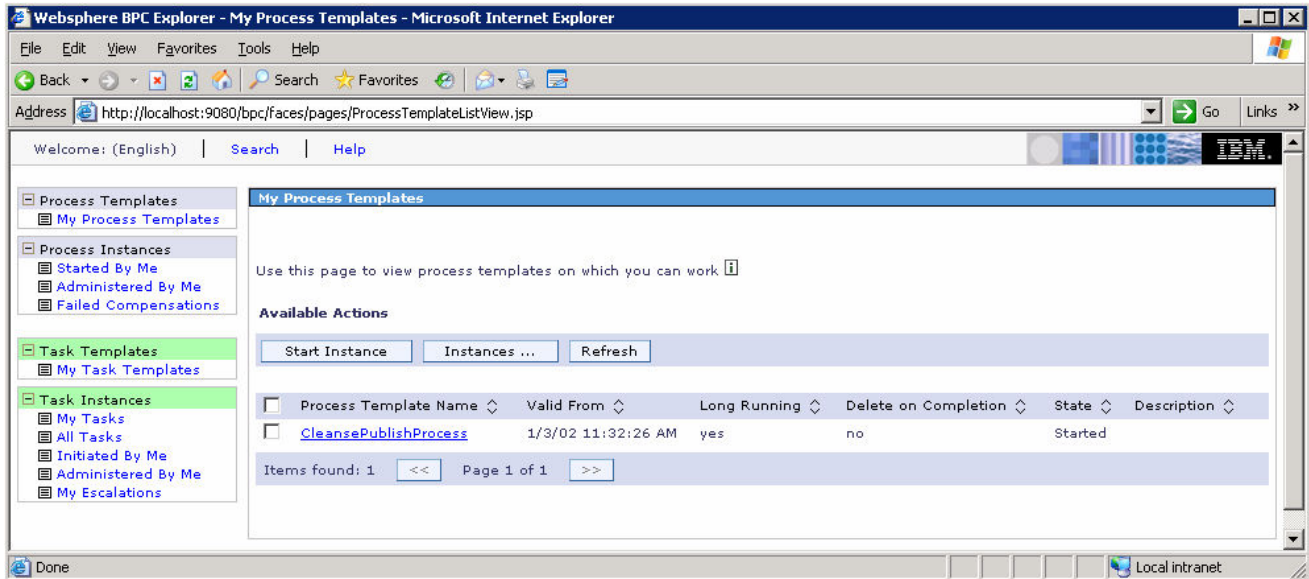 Websphere BPC Explorer - My Process Templates - Microsoft Internet Explorer
File Edit View Favorites Tools Help
Back Search Favorites
Address http://localhost:9080/bpc/faces/pages/ProcessTemplateListView.jsp Go Links »
Welcome: (English) | Search | Help IBM.
Process Templates
My Process Templates
Process Instances
Started By Me
Administered By Me
Failed Compensations
Task Templates
My Task Templates
Task Instances
My Tasks
All Tasks
Initiated By Me
Administered By Me
My Escalations
My Process Templates
Use this page to view process templates on which you can work i
Available Actions
Start Instance Instances ... Refresh
Process Template Name Valid From Long Running Delete on Completion State Description
CleansePublishProcess 1/3/02 11:32:26 AM yes no Started
Items found: 1 << Page 1 of 1 >>
Done Local intranet